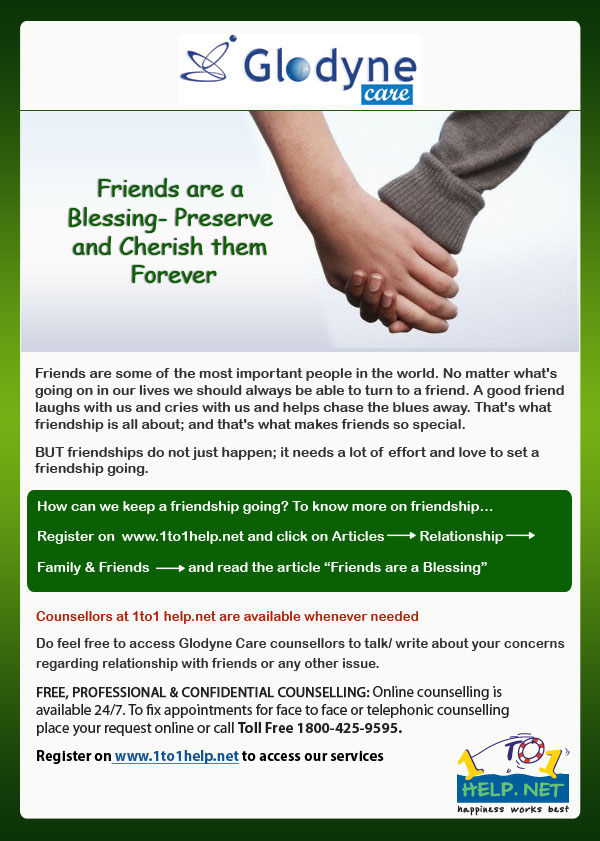 Glodyne
care
Friends are a
Blessing- Preserve
and Cherish them
Forever
Friends are some of the most important people in the world. No matter what's
going on in our lives we should always be able to turn to a friend. A good friend
laughs with us and cries with us and helps chase the blues away. That's what
friendship is all about; and that's what makes friends so special.
BUT friendships do not just happen; it needs a lot of effort and love to set a
friendship going.
How can we keep a friendship going? To know more on friendship...
Register on www.1to1help.net and click on Articles → Relationship →
Family & Friends → and read the article “Friends are a Blessing”
Counsellors at 1to1 help.net are available whenever needed
Do feel free to access Glodyne Care counsellors to talk/ write about your concerns
regarding relationship with friends or any other issue.
FREE, PROFESSIONAL & CONFIDENTIAL COUNSELLING: Online counselling is
available 24/7. To fix appointments for face to face or telephonic counselling
place your request online or call Toll Free 1800-425-9595.
Register on www.1to1help.net to access our services
1 TO 1
HELP.NET
happiness works best